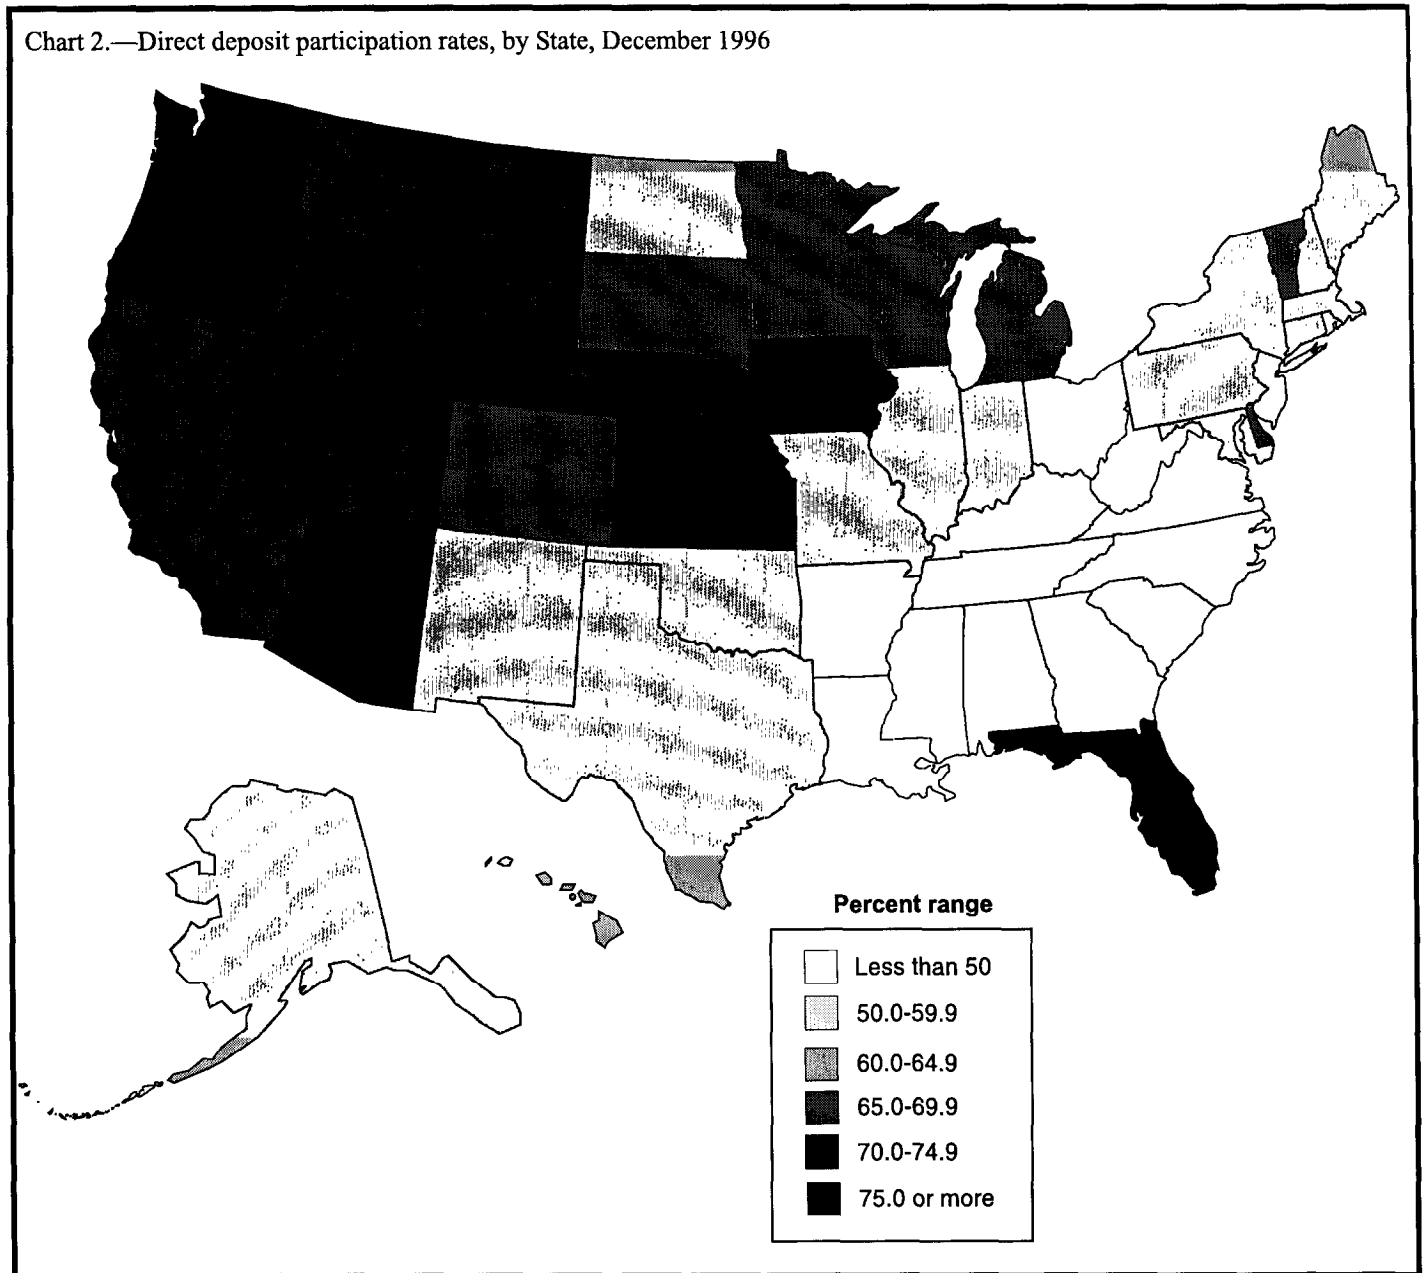 Chart 2.—Direct deposit participation rates, by State, December 1996
Percent range
Less than 50
50.0-59.9
60.0-64.9
65.0-69.9
70.0-74.9
75.0 or more